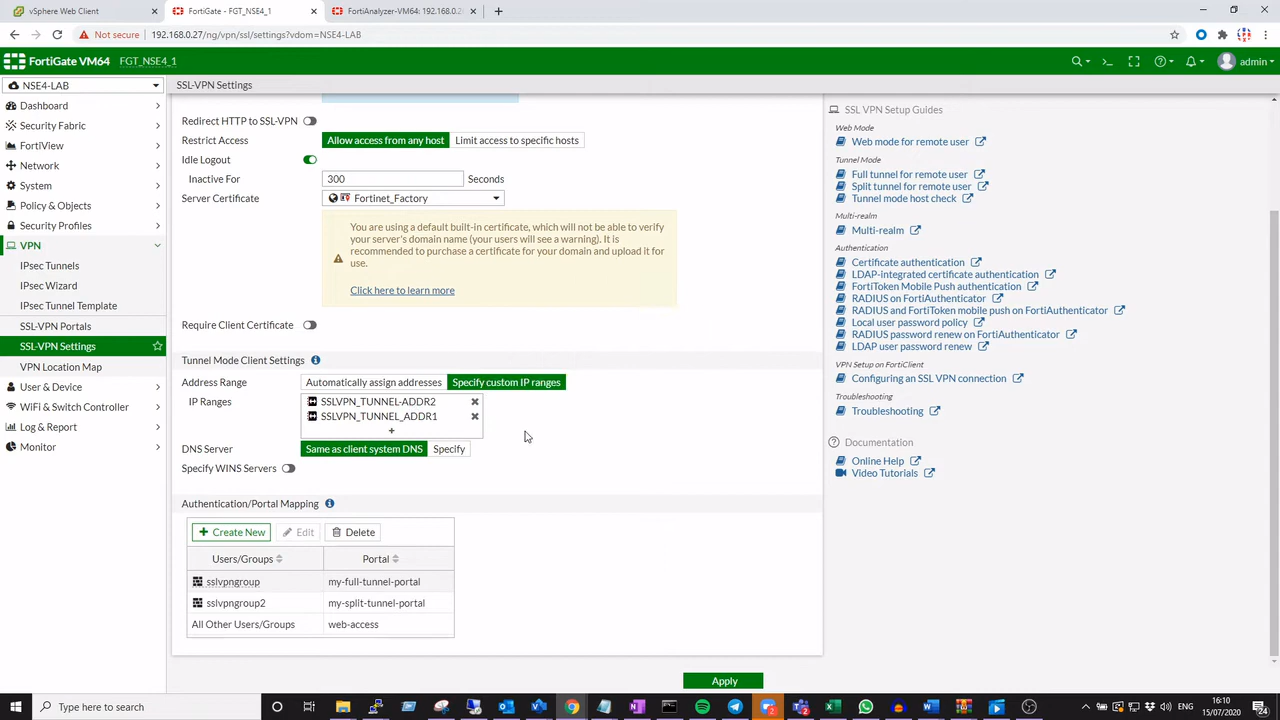 vSphere Web Client
FortiGate - FGT_NSE4_1
FortiAnalyzer-VM64: 192.168.0.2
Not secure
192.168.0.27/ng/vpn/ssl/settings?vdom=NSE4-LAB
FortiGate VM64
FGT_NSE4_1
admin
NSE4-LAB
Dashboard
Security Fabric
FortiView
Network
System
Policy & Objects
Security Profiles
VPN
IPsec Tunnels
IPsec Wizard
IPsec Tunnel Template
SSL-VPN Portals
SSL-VPN Settings
VPN Location Map
User & Device
WiFi & Switch Controller
Log & Report
Monitor
SSL-VPN Settings
Redirect HTTP to SSL-VPN
Restrict Access
Allow access from any host
Limit access to specific hosts
Idle Logout
Inactive For
300
Seconds
Server Certificate
Fortinet_Factory
You are using a default built-in certificate, which will not be able to verify
your server's domain name (your users will see a warning). It is
recommended to purchase a certificate for your domain and upload it for
use.
Click here to learn more
Require Client Certificate
Tunnel Mode Client Settings
Address Range
Automatically assign addresses
Specify custom IP ranges
IP Ranges
SSLVPN_TUNNEL-ADDR2
SSLVPN_TUNNEL_ADDR1
DNS Server
Same as client system DNS
Specify
Specify WINS Servers
Authentication/Portal Mapping
Create New
Edit
Delete
Users/Groups
Portal
sslvpngroup
my-full-tunnel-portal
sslvpngroup2
my-split-tunnel-portal
All Other Users/Groups
web-access
Apply
SSL VPN Setup Guides
Web Mode
Web mode for remote user
Tunnel Mode
Full tunnel for remote user
Split tunnel for remote user
Tunnel mode host check
Multi-realm
Multi-realm
Authentication
Certificate authentication
LDAP-integrated certificate authentication
FortiToken Mobile Push authentication
RADIUS on FortiAuthenticator
RADIUS and FortiToken mobile push on FortiAuthenticator
Local user password policy
RADIUS password renew on FortiAuthenticator
LDAP user password renew
VPN Setup on FortiClient
Configuring an SSL VPN connection
Troubleshooting
Troubleshooting
Documentation
Online Help
Video Tutorials
Type here to search
ENG
16:10
15/07/2020